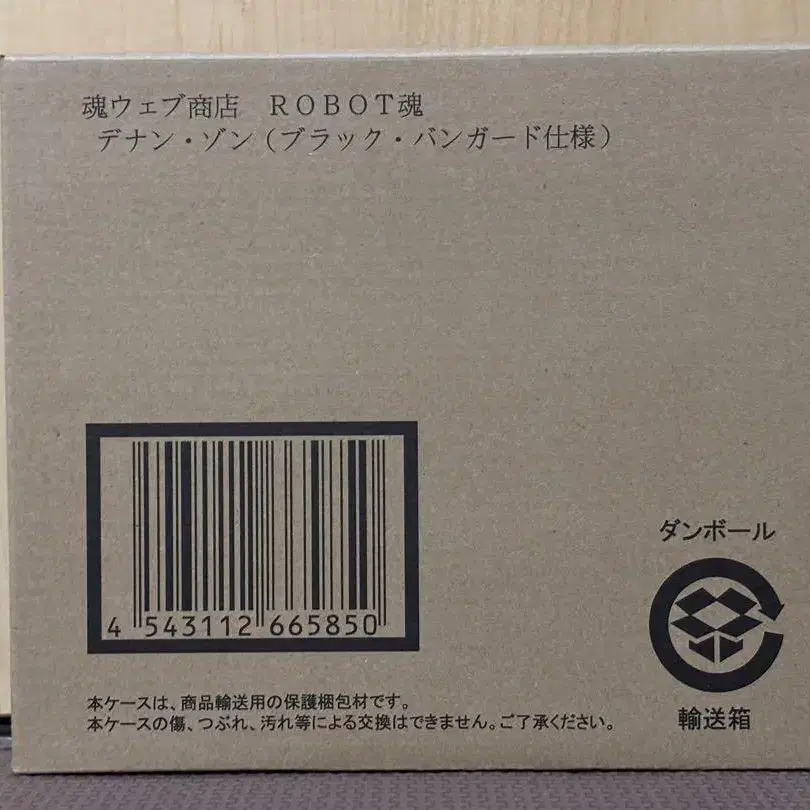 魂ウェブ商店　ＲＯＢＯＴ魂
デナン・ゾン（ブラック・バンガード仕様）
4 543112 665850
ダンボール
輸送箱
本ケースは、商品輸送用の保護梱包材です。
本ケースの傷、つぶれ、汚れ等による交換はできません。ご了承ください。